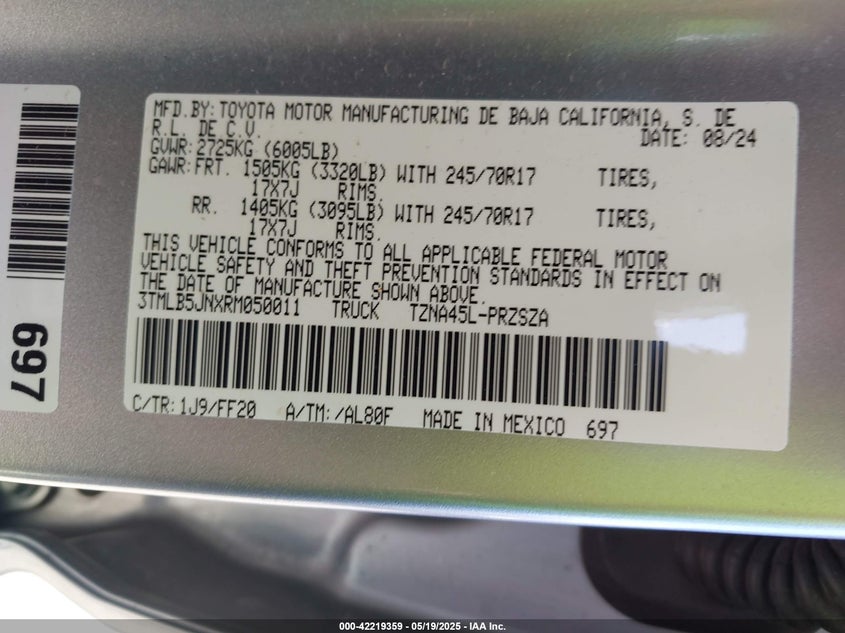 MFD.BY:TOYOTA MOTOR MANUFACTURING DE BAJA CALIFORNIA, S. DE
R.L. DE C.V. DATE: 08/24
GVWR:2725KG (6005LB)
GAWR:FRT. 1505KG (3320LB) WITH 245/70R17 TIRES,
17X7J RIMS.
RR. 1405KG (3095LB) WITH 245/70R17 TIRES,
17X7J RIMS.
THIS VEHICLE CONFORMS TO ALL APPLICABLE FEDERAL MOTOR
VEHICLE SAFETY AND THEFT PREVENTION STANDARDS IN EFFECT ON
THE DATE OF MANUFACTURE SHOWN ABOVE.
3TMLB5JNXRM050011 TRUCK TZNA45L-PRZSZA
C/TR:1J9/FF20 A/TM:/AL80F MADE IN MEXICO 697
697
000-42219359 - 05/19/2025 - IAA Inc.